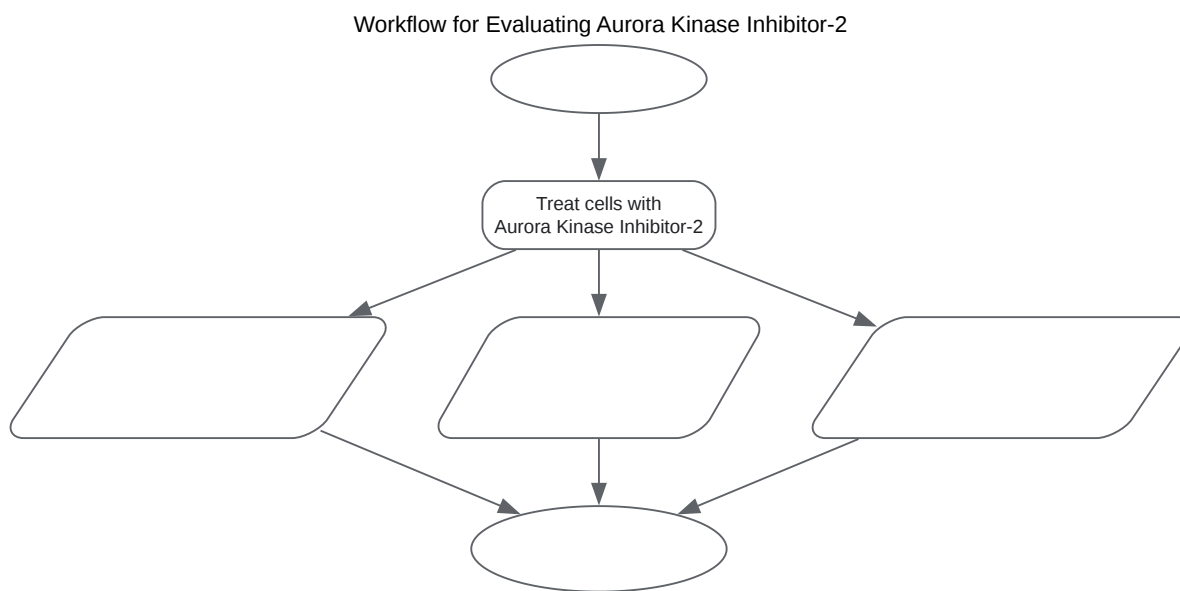 Workflow for Evaluating Aurora Kinase Inhibitor-2
Treat cells with
Aurora Kinase Inhibitor-2